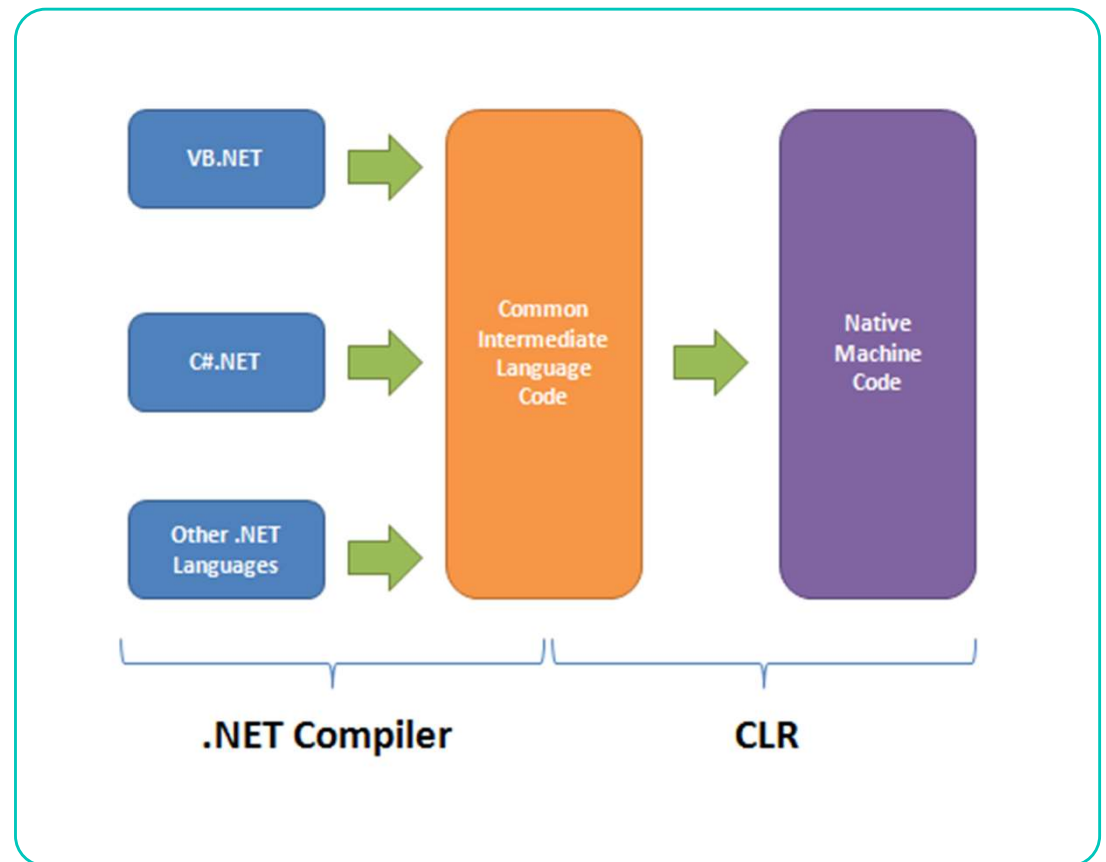 VB.NET
C#.NET
Other .NET
Languages
Common
Intermediate
Language
Code
Native
Machine
Code
.NET Compiler
CLR